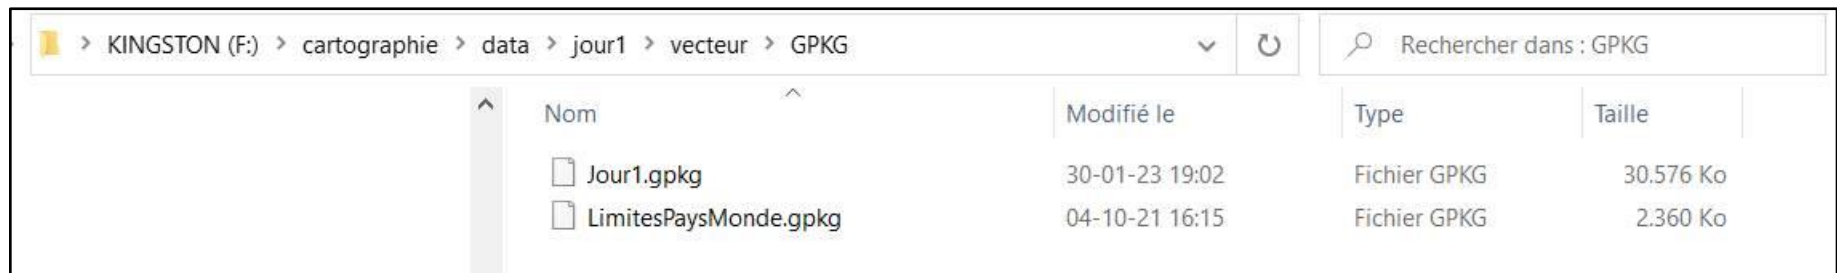 > KINGSTON (F:) > cartographie > data > jour1 > vecteur > GPKG Rechercher dans : GPKG
Nom Modifié le Type Taille
Jour1.gpkg 30-01-23 19:02 Fichier GPKG 30.576 Ko
LimitesPaysMonde.gpkg 04-10-21 16:15 Fichier GPKG 2.360 Ko